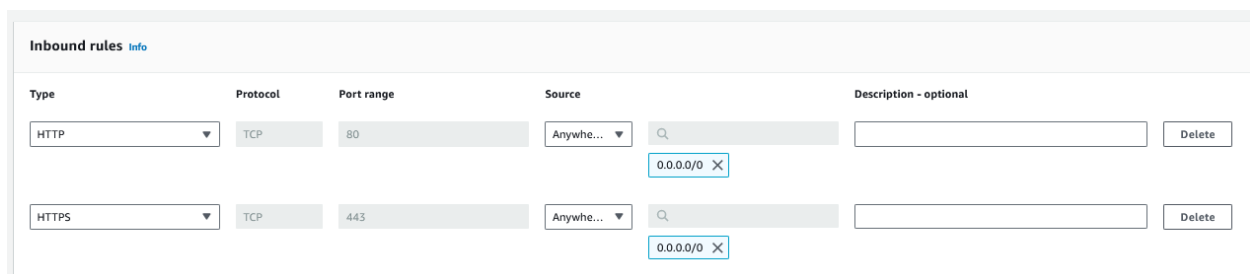 Inbound rules Info
Type Protocol Port range Source Description - optional
HTTP TCP 80 Anywhe... Delete
0.0.0.0/0
HTTPS TCP 443 Anywhe... Delete
0.0.0.0/0